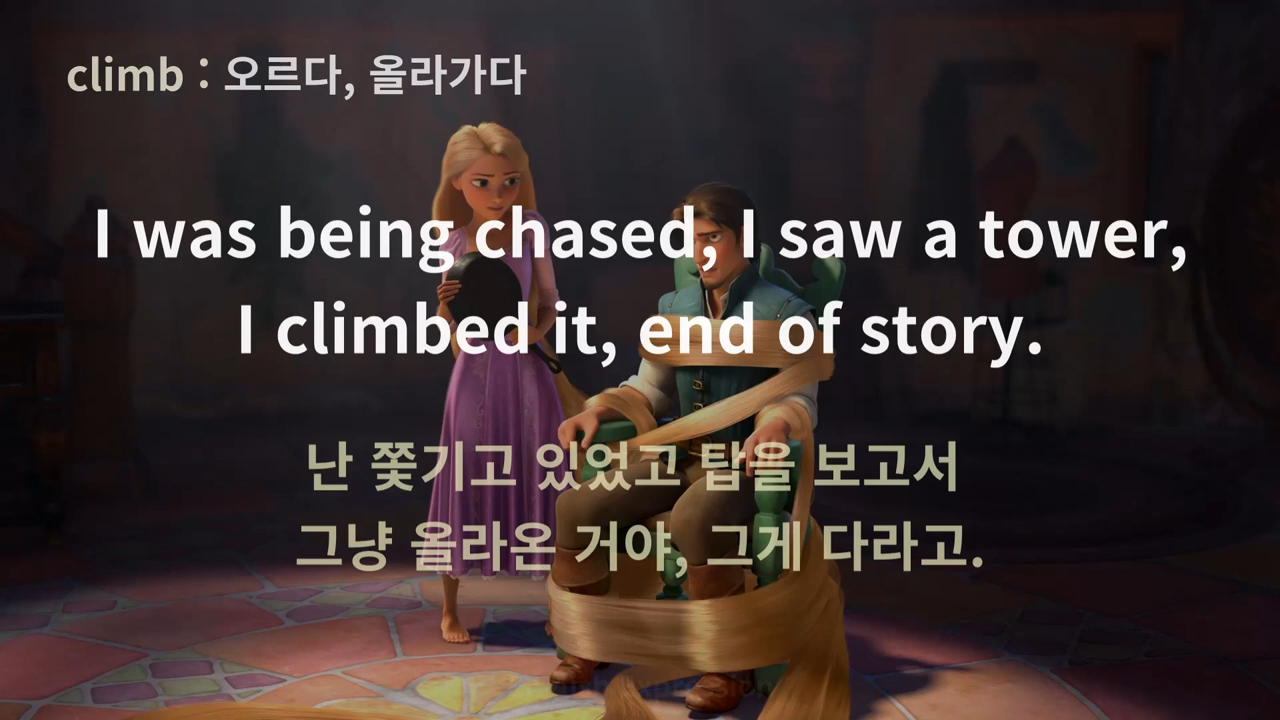 climb : 오르다, 올라가다
I was being chased, I saw a tower,
I climbed it, end of story.
난 쫓기고 있었고 탑을 보고서
그냥 올라온 거야, 그게 다라고.